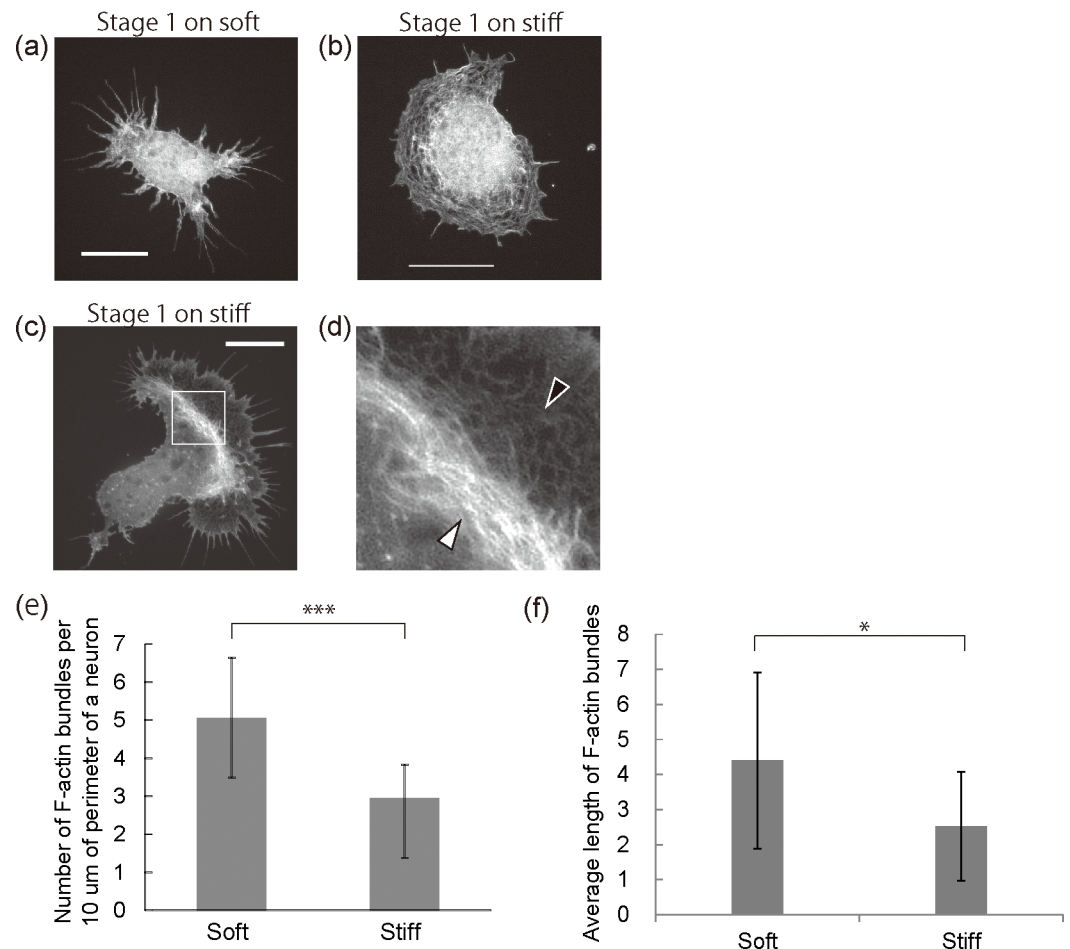 Stage 1 on soft
Stage 1 on stiff
(a)
(b)
Stage 1 on stiff
(c)
(d)
(e)
***
Number of F-actin bundles per
10 um of perimeter of a neuron
7
6
5
4
3
2
1
0
Soft
Stiff
(f)
*
Average length of F-actin bundles
8
7
6
5
4
3
2
1
0
Soft
Stiff